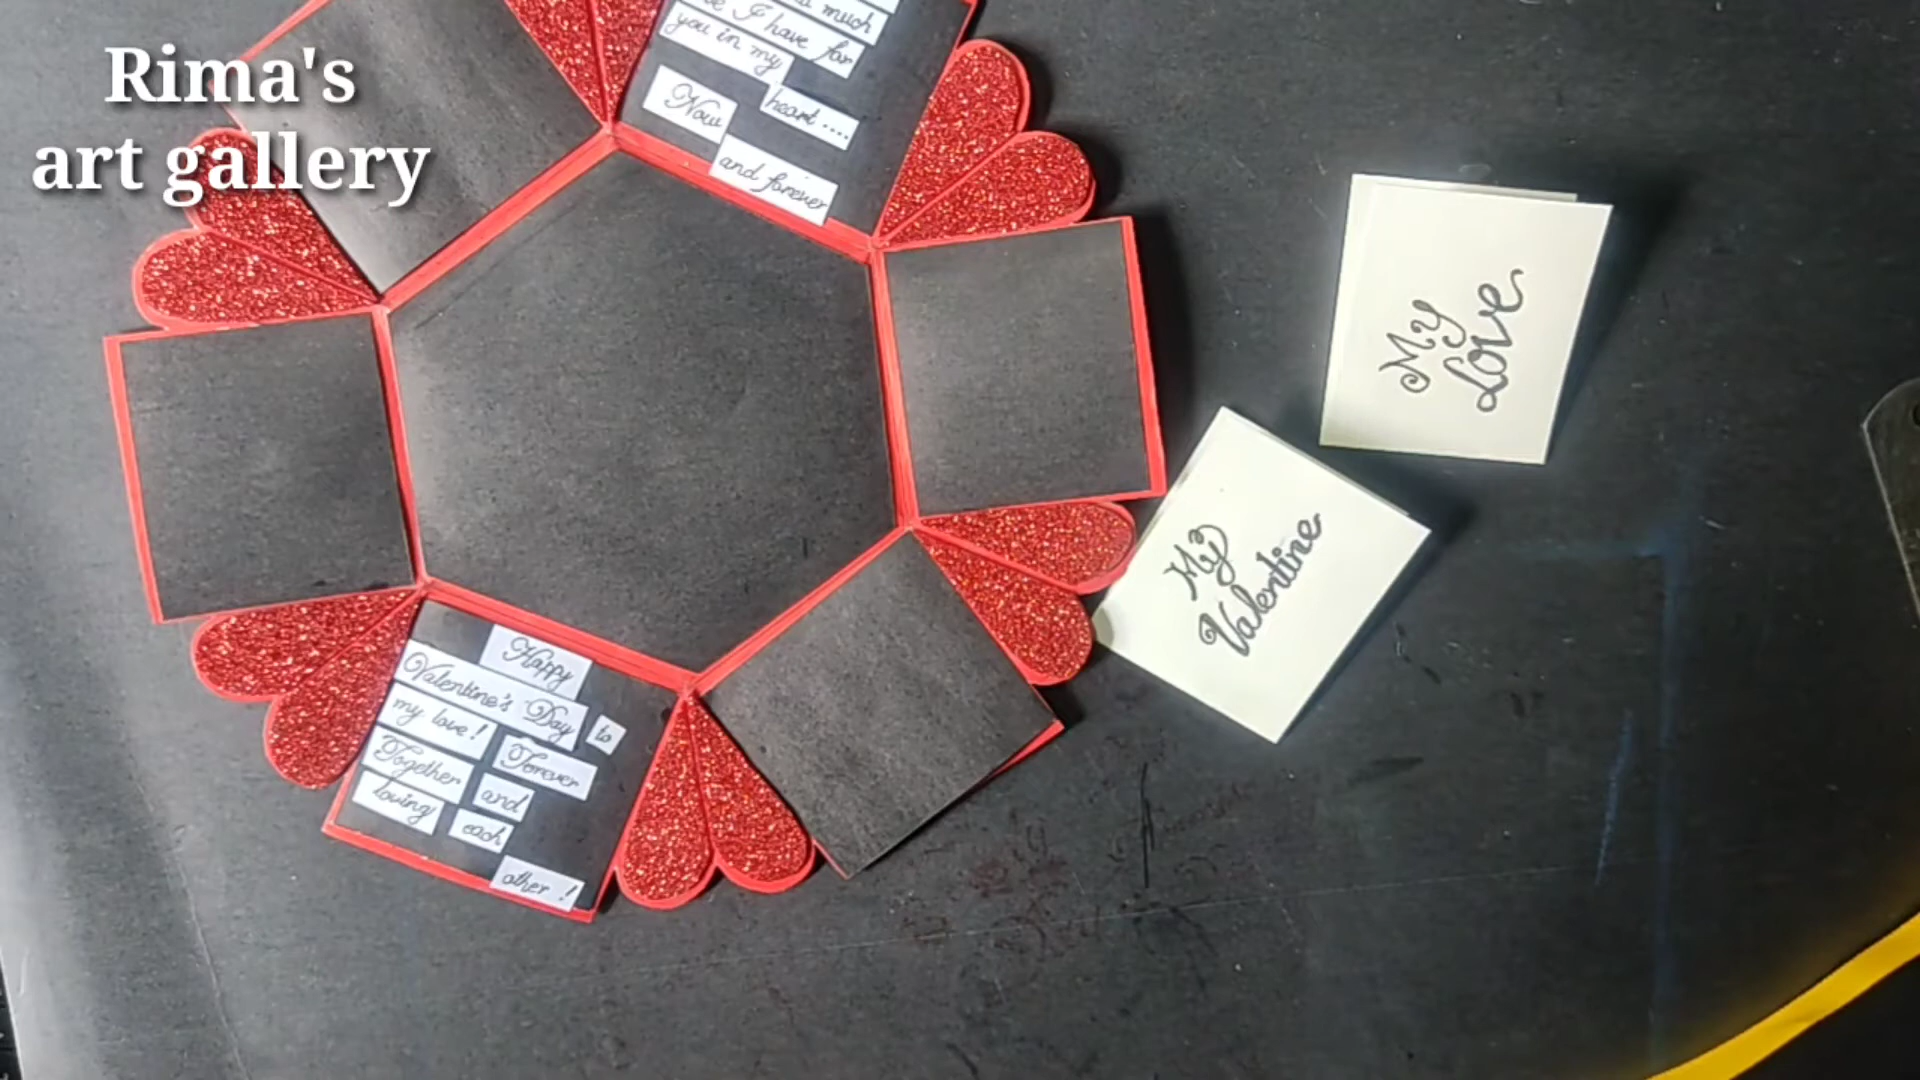 Rima's
art gallery
much
I have for
you in my
heart ....
Now
and forever
My
Love
My
Valentine
Happy
Valentine's Day to
my love!
Together Forever
loving and
each
other !